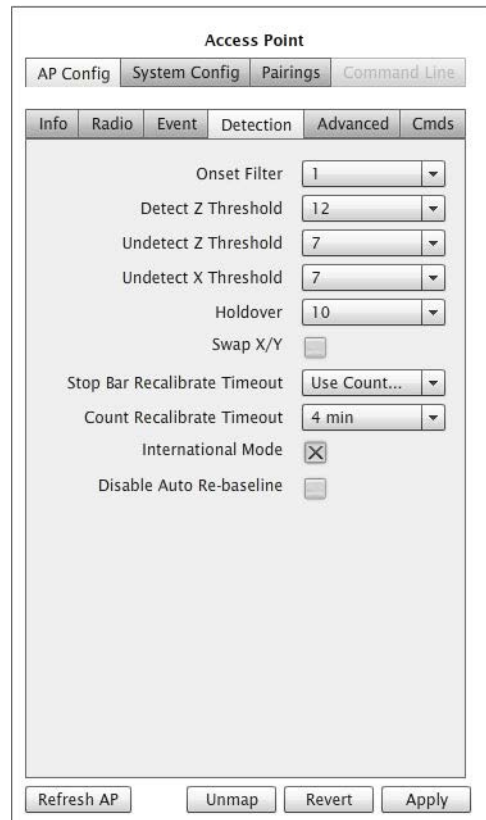 Access Point
AP Config System Config Pairings Command Line
Info Radio Event Detection Advanced Cmds
Onset Filter 1
Detect Z Threshold 12
Undetect Z Threshold 7
Undetect X Threshold 7
Holdover 10
Swap X/Y
Stop Bar Recalibrate Timeout Use Count...
Count Recalibrate Timeout 4 min
International Mode
Disable Auto Re-baseline
Refresh AP Unmap Revert Apply